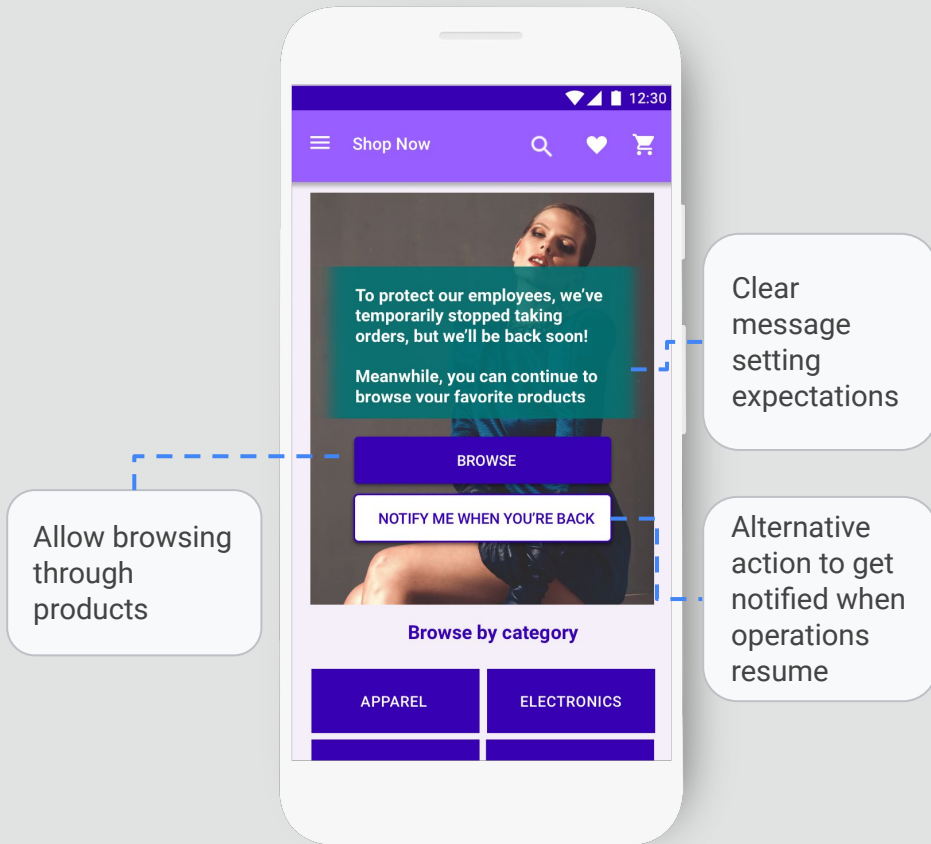 12:30
Shop Now
To protect our employees, we've
temporarily stopped taking
orders, but we'll be back soon!
Meanwhile, you can continue to
browse your favorite products
BROWSE
NOTIFY ME WHEN YOU'RE BACK
Browse by category
APPAREL
ELECTRONICS
Allow browsing
through
products
Clear
message
setting
expectations
Alternative
action to get
notified when
operations
resume